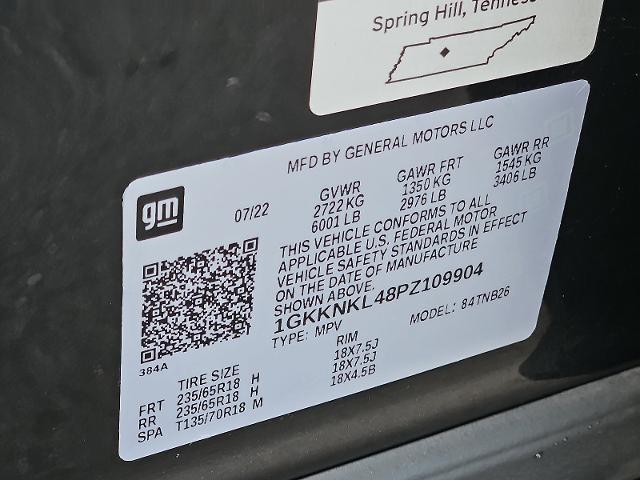 Spring Hill, Tenness
MFD BY GENERAL MOTORS LLC
gm
07/22
GVWR
2722 KG
6001 LB
GAWR FRT
1350 KG
2976 LB
GAWR RR
1545 KG
3406 LB
THIS VEHICLE CONFORMS TO ALL
APPLICABLE U.S. FEDERAL MOTOR
VEHICLE SAFETY STANDARDS IN EFFECT
ON THE DATE OF MANUFACTURE
SHOWN ABOVE.
1GKKNKL48PZ109904
TYPE: MPV
MODEL: 84TNB26
384A
TIRE SIZE
RIM
FRT 235/65R18 H 18X7.5J
RR 235/65R18 H 18X7.5J
SPA T135/70R18 M 18X4.5B